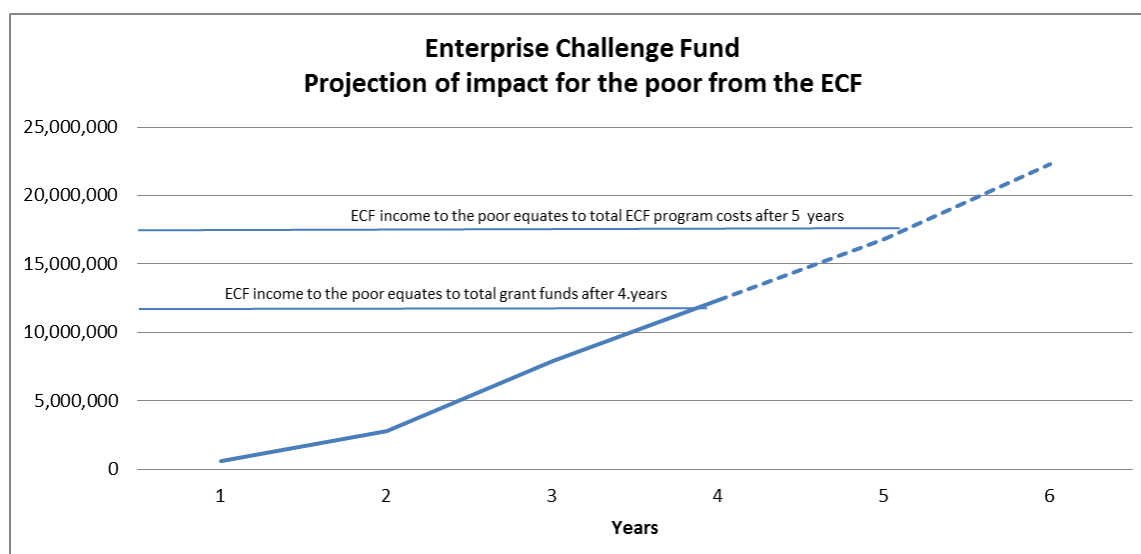 Enterprise Challenge Fund
Projection of impact for the poor from the ECF
25,000,000
20,000,000
ECF income to the poor equates to total ECF program costs after 5 years
15,000,000
ECF income to the poor equates to total grant funds after 4.years
10,000,000
5,000,000
0
1 2 3 4 5 6
Years